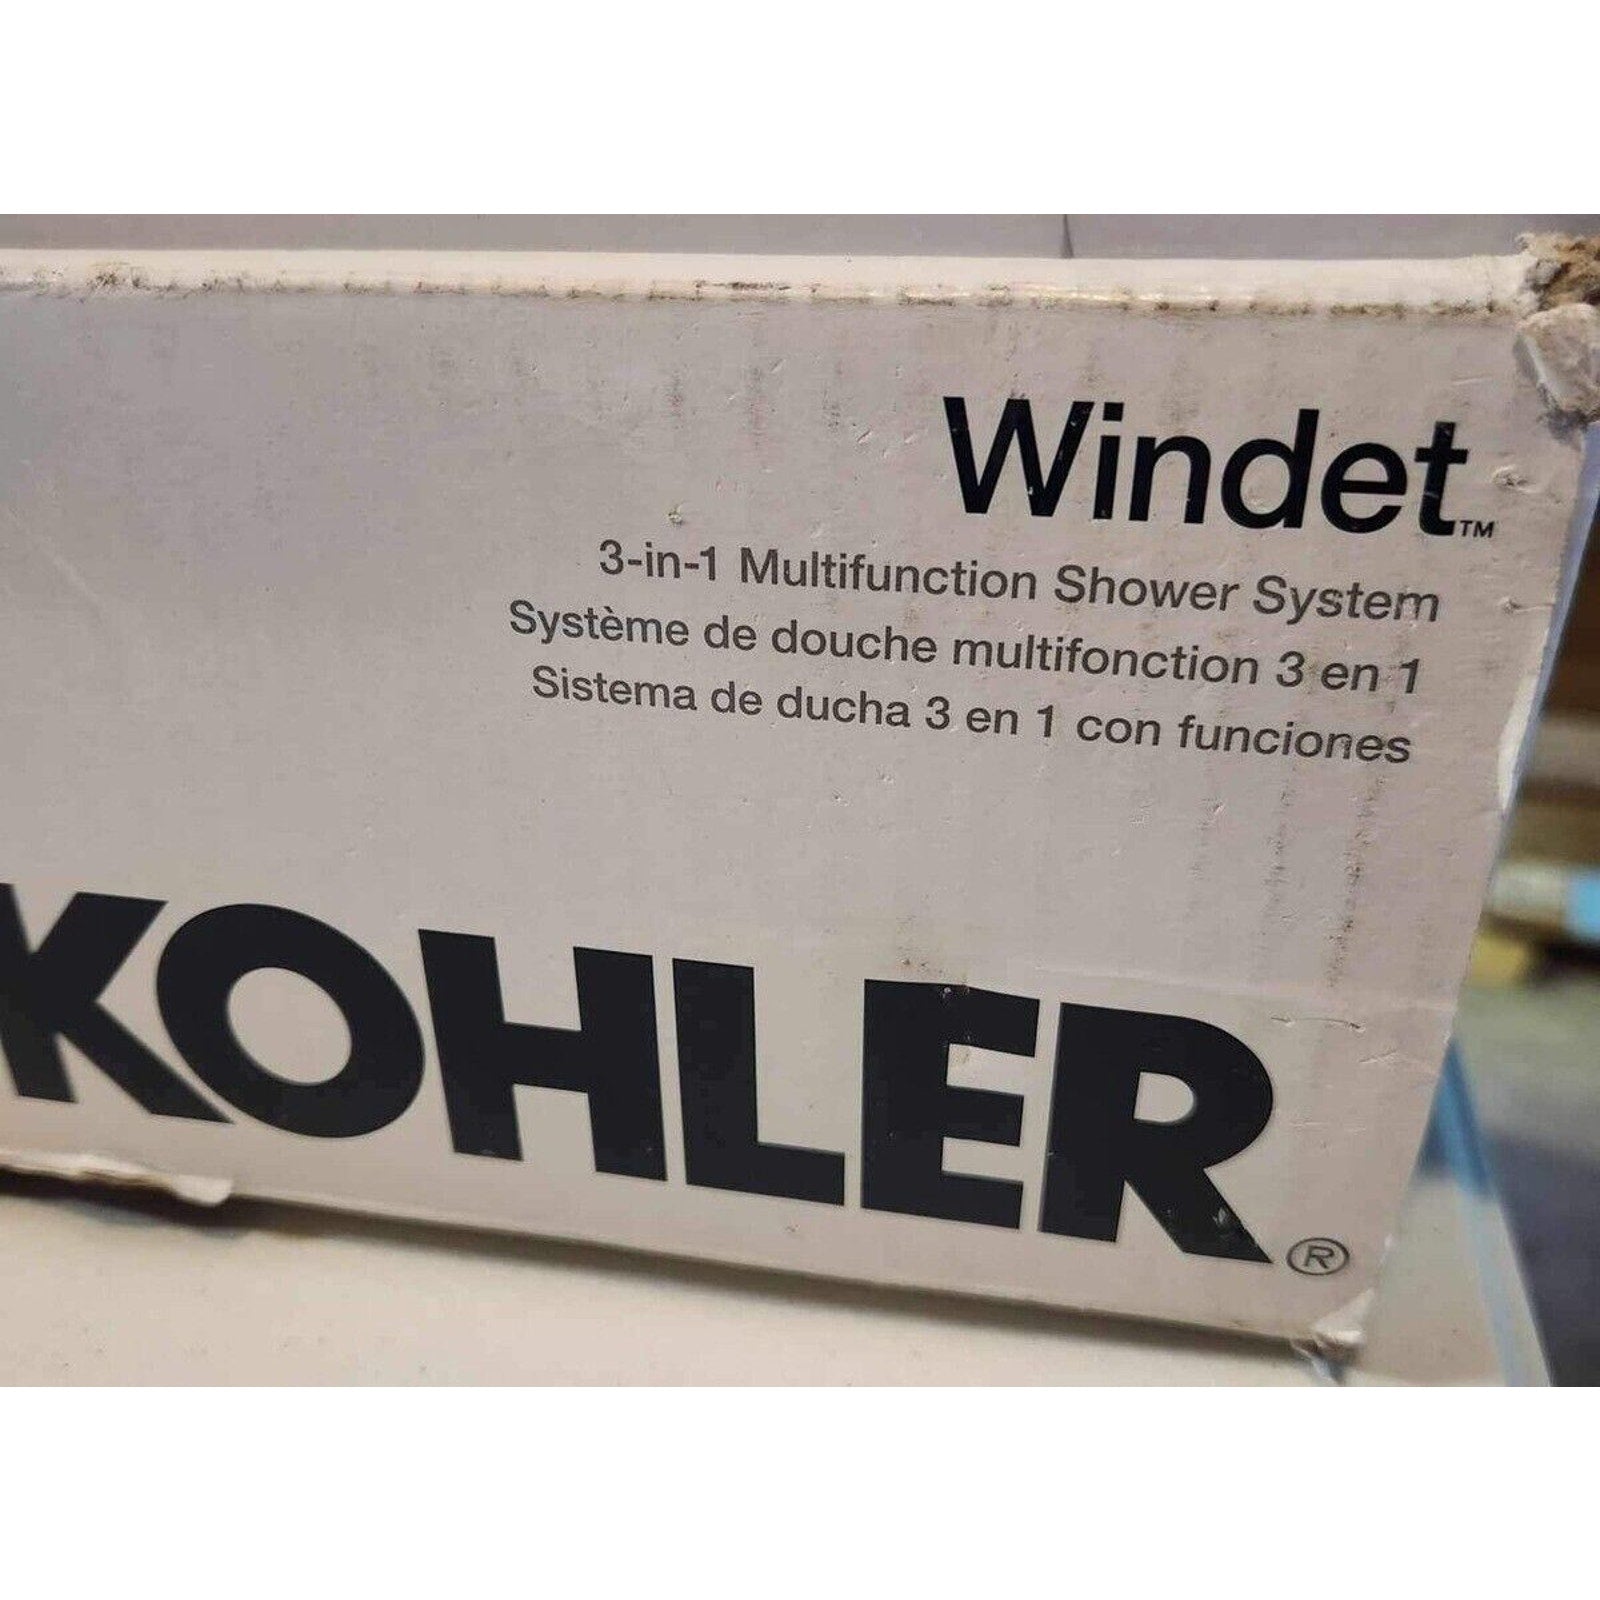 Windet™
3-in-1 Multifunction Shower System
Système de douche multifonction 3 en 1
Sistema de ducha 3 en 1 con funciones
KOHLER®